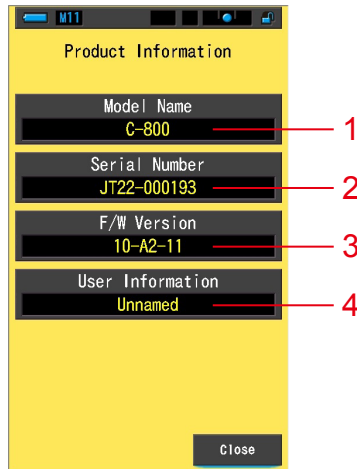 M11
Product Information
Model Name
C-800
1
Serial Number
JT22-000193
2
F/W Version
10-A2-11
3
User Information
Unnamed
4
Close